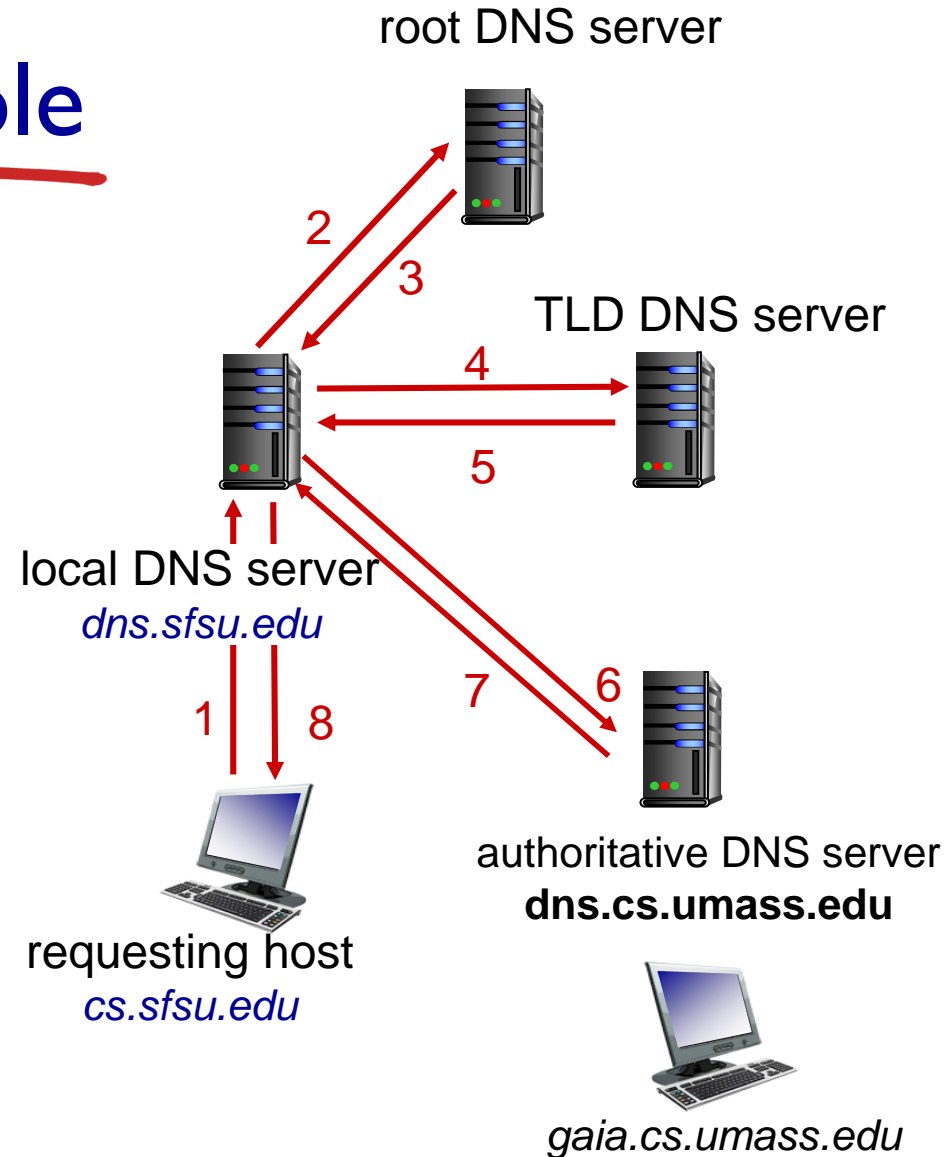 root DNS server
2
3
TLD DNS server
4
5
local DNS server
dns.sfsu.edu
1
8
7
6
authoritative DNS server
dns.cs.umass.edu
requesting host
cs.sfsu.edu
gaia.cs.umass.edu